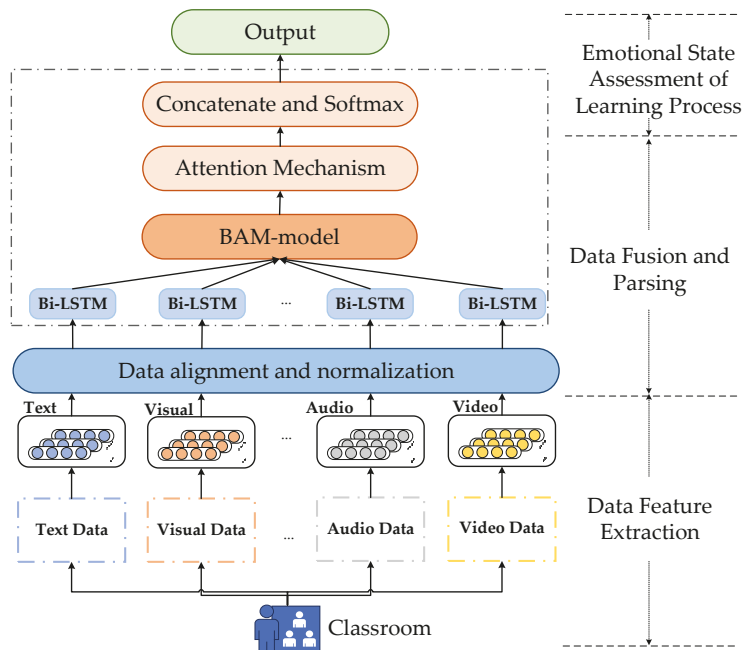 Output
Emotional State
Assessment of
Learning Process
Concatenate and Softmax
Attention Mechanism
BAM-model
Data Fusion and
Parsing
Bi-LSTM Bi-LSTM ... Bi-LSTM Bi-LSTM
Data alignment and normalization
Text Visual ... Audio Video
Data Feature
Extraction
Text Data Visual Data ... Audio Data Video Data
Classroom